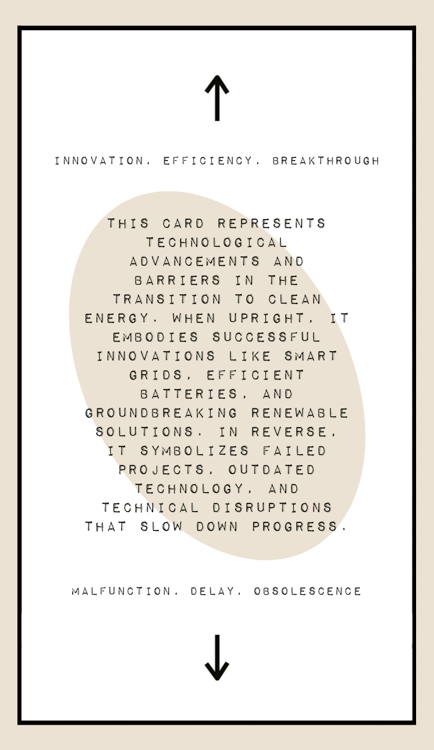 INNOVATION, EFFICIENCY, BREAKTHROUGH
THIS CARD REPRESENTS
TECHNOLOGICAL
ADVANCEMENTS AND
BARRIERS IN THE
TRANSITION TO CLEAN
ENERGY. WHEN UPRIGHT, IT
EMBODIES SUCCESSFUL
INNOVATIONS LIKE SMART
GRIDS, EFFICIENT
BATTERIES, AND
GROUNDBREAKING RENEWABLE
SOLUTIONS. IN REVERSE,
IT SYMBOLIZES FAILED
PROJECTS, OUTDATED
TECHNOLOGY, AND
TECHNICAL DISRUPTIONS
THAT SLOW DOWN PROGRESS.
MALFUNCTION, DELAY, OBSOLESCENCE